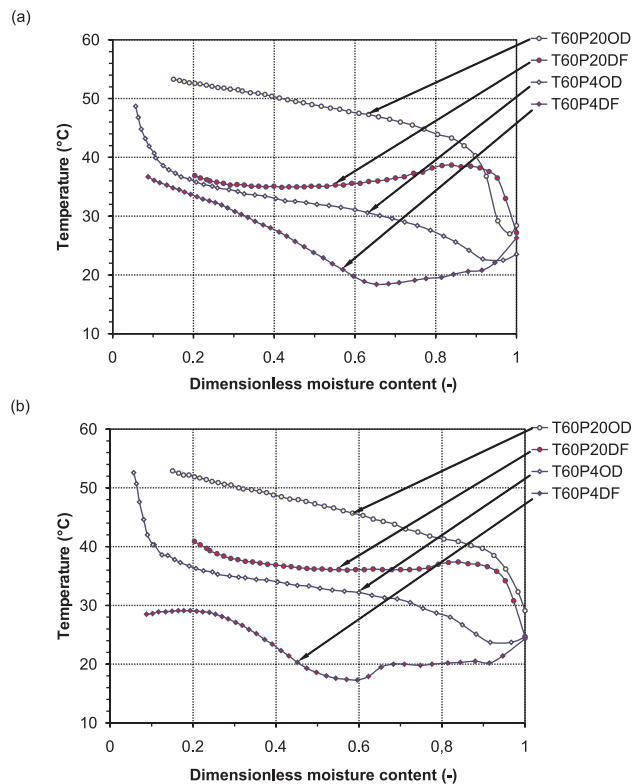 (a)
60
50
40
30
20
10
Temperature (°C)
0
0.2
0.4
0.6
0.8
1
Dimensionless moisture content (-)
T60P20OD
T60P20DF
T60P4OD
T60P4DF
(b)
60
50
40
30
20
10
Temperature (°C)
0
0.2
0.4
0.6
0,8
1
Dimensionless moisture content (-)
T60P20OD
T60P20DF
T60P4OD
T60P4DF